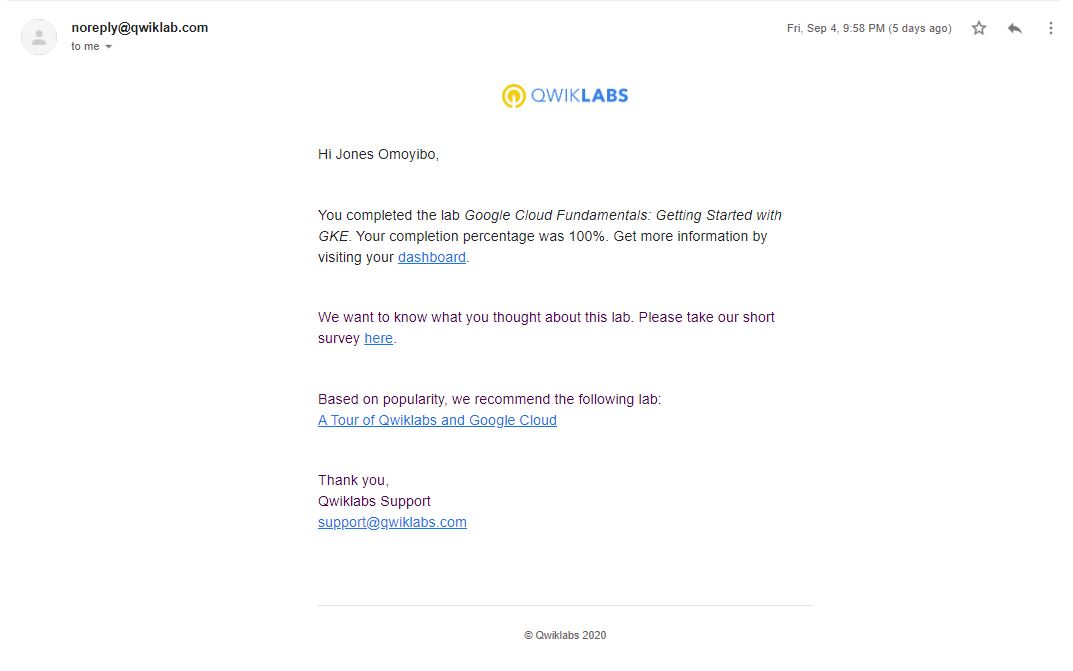 noreply@qwiklab.com
Fri, Sep 4, 9:58 PM (5 days ago)
to me
QWIKLABS
Hi Jones Omoyibo,
You completed the lab Google Cloud Fundamentals: Getting Started with
GKE. Your completion percentage was 100%. Get more information by
visiting your dashboard.
We want to know what you thought about this lab. Please take our short
survey here.
Based on popularity, we recommend the following lab:
A Tour of Qwiklabs and Google Cloud
Thank you,
Qwiklabs Support
support@qwiklabs.com
© Qwiklabs 2020